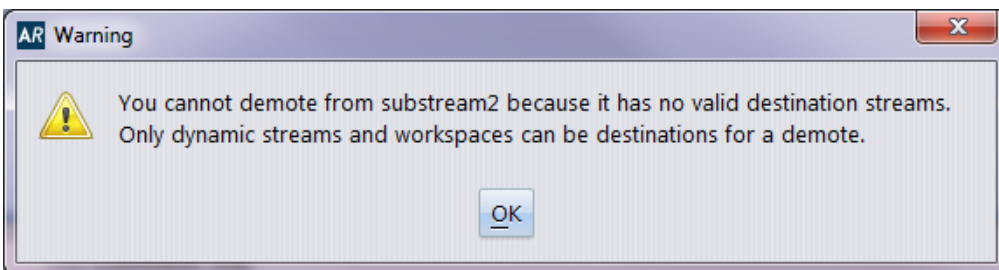 AR Warning
You cannot demote from substream2 because it has no valid destination streams.
Only dynamic streams and workspaces can be destinations for a demote.
OK